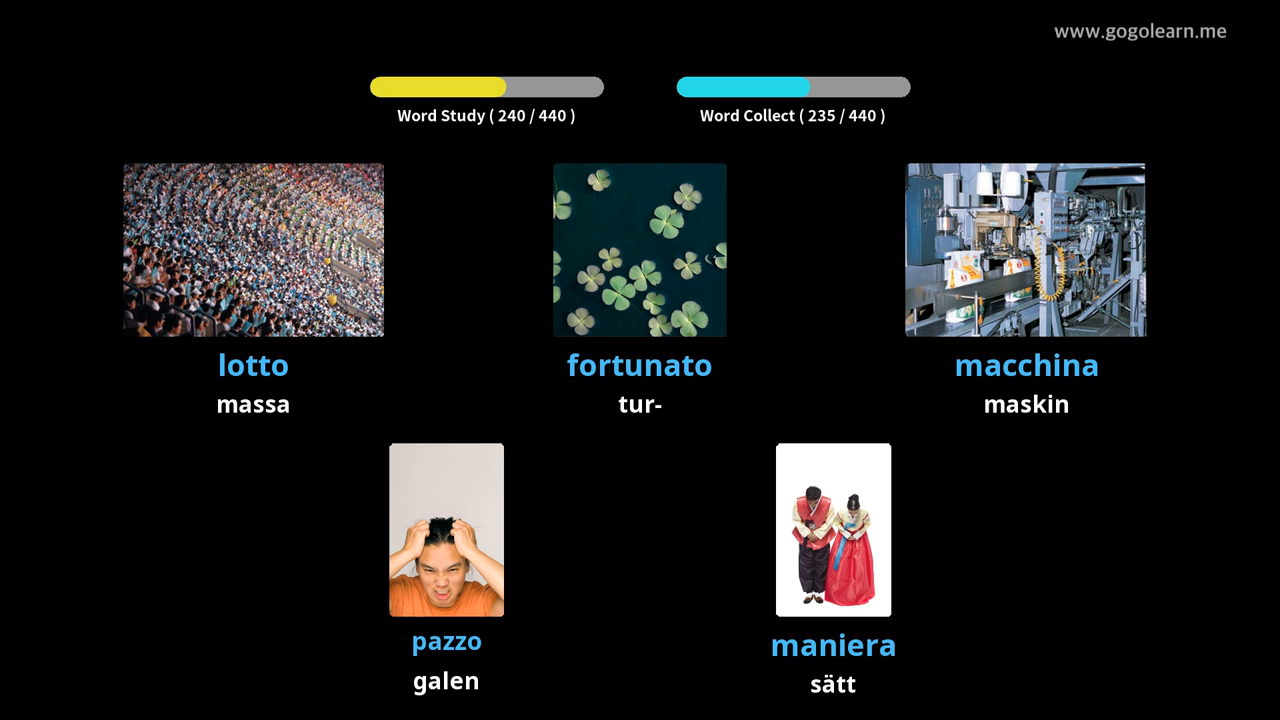 www.gogolearn.me
Word Study ( 240 / 440 )
Word Collect ( 235 / 440 )
lotto
massa
fortunato
tur-
macchina
maskin
pazzo
galen
maniera
sätt